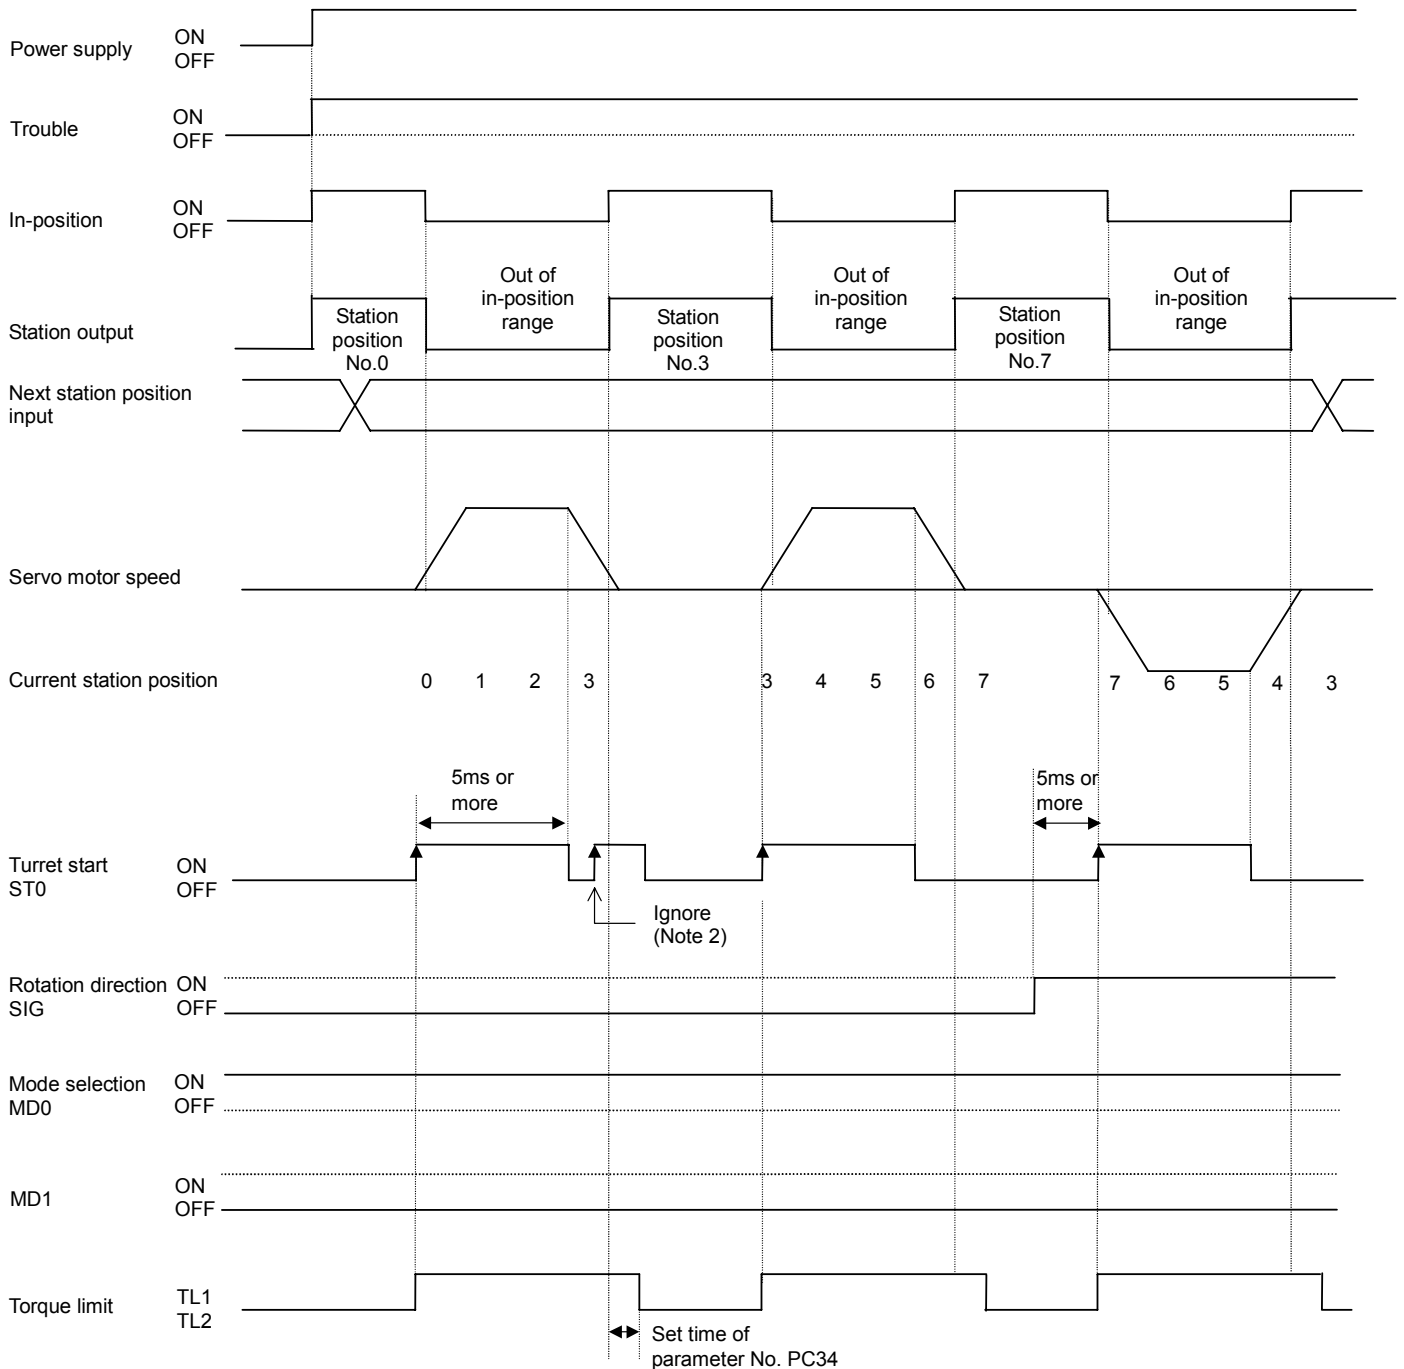 Power supply
ON
OFF
Trouble
ON
OFF
In-position
ON
OFF
Station output
Station
position
No.0
Out of
in-position
range
Station
position
No.3
Out of
in-position
range
Station
position
No.7
Out of
in-position
range
Next station position
input
Servo motor speed
Current station position
0 1 2 3 3 4 5 6 7 7 6 5 4 3
5ms or
more
5ms or
more
Turret start
ST0
ON
OFF
Ignore
(Note 2)
Rotation direction
SIG
ON
OFF
Mode selection
MD0
ON
OFF
MD1
ON
OFF
Torque limit
TL1
TL2
Set time of
parameter No. PC34